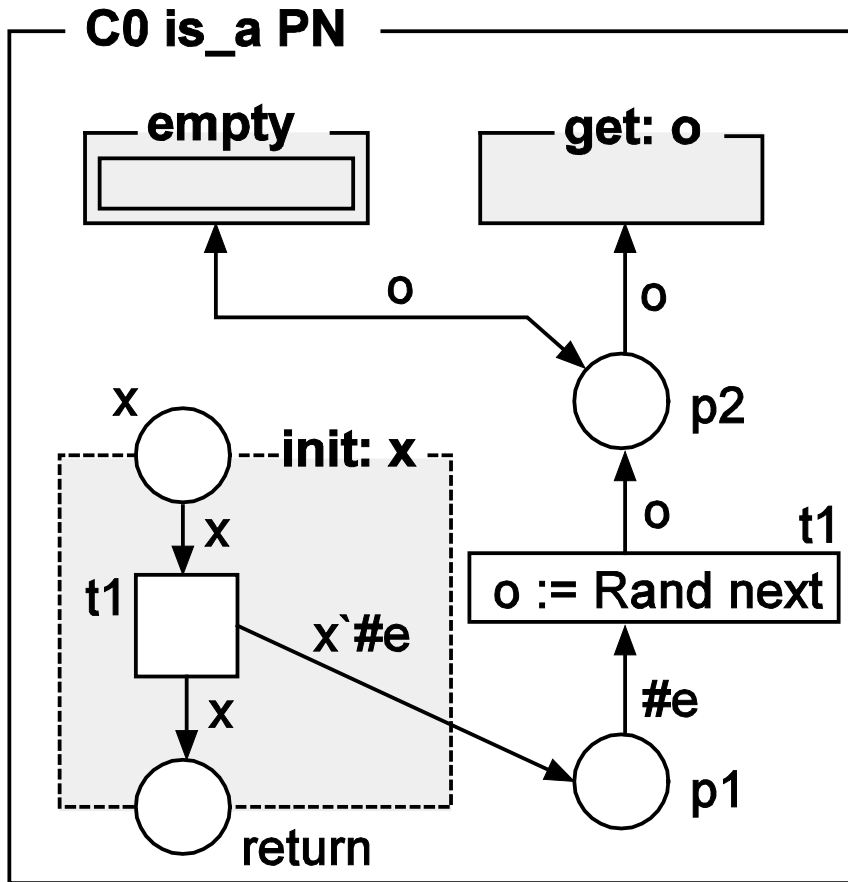 C0 is_a PN
empty
get: o
o
o
x
p2
init: x
x
o
t1
t1
o := Rand next
x`#e
x
#e
p1
return